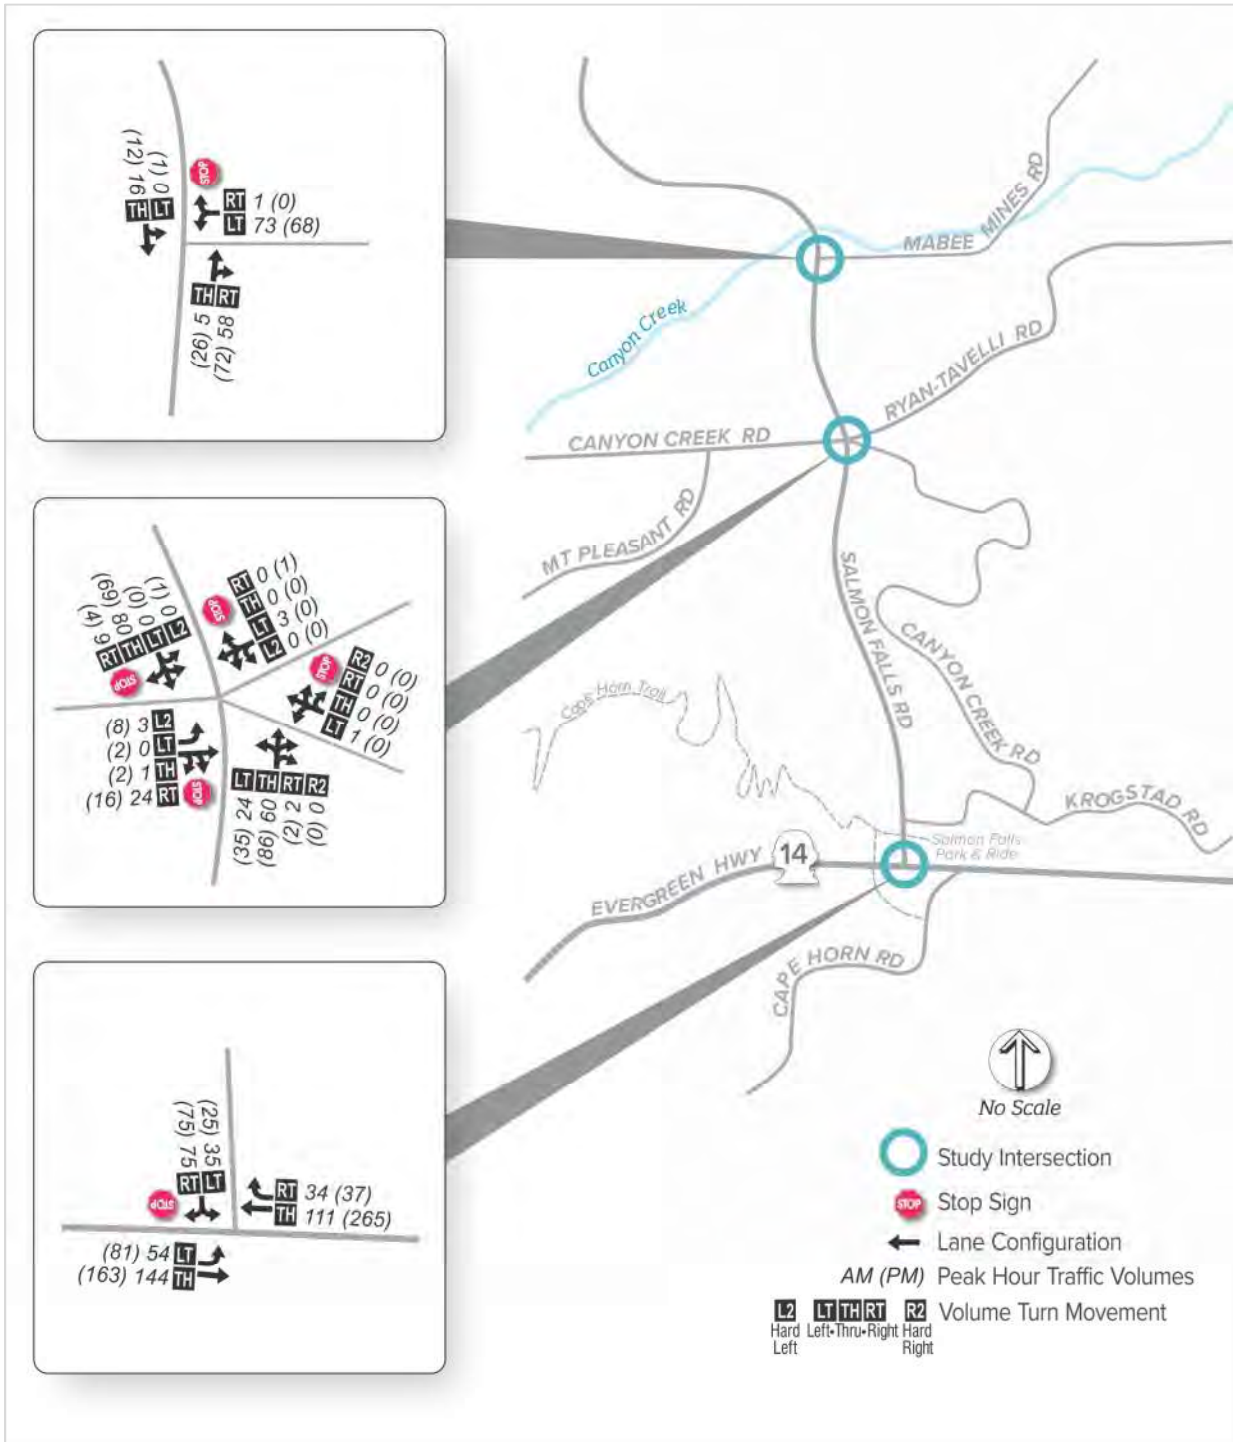 (1) 0
(12) 16
TH LT
STOP
RT 1 (0)
LT 73 (68)
TH RT
(26) 5
(72) 58
(1) 0
(0) 0
(69) 80
(4) 9
RT TH LT L2
STOP
STOP
RT 0 (1)
TH 0 (0)
LT 3 (0)
L2 0 (0)
STOP
R2 0 (0)
RT 0 (0)
TH 0 (0)
LT 1 (0)
(8) 3 L2
(2) 0 LT
(2) 1 TH
(16) 24 RT
STOP
LT TH RT R2
(35) 24
(86) 60
(2) 2
(0) 0
(25) 35
(75) 75
RT LT
STOP
RT 34 (37)
TH 111 (265)
(81) 54 LT
(163) 144 TH
MABEE MINES RD
Canyon Creek
RYAN-TAVELLI RD
CANYON CREEK RD
MT PLEASANT RD
SALMON FALLS RD
CANYON CREEK RD
Cape Horn Trail
KROGSTAD RD
Salmon Falls
Park & Ride
14
EVERGREEN HWY
CAPE HORN RD
No Scale
Study Intersection
STOP Stop Sign
Lane Configuration
AM (PM) Peak Hour Traffic Volumes
L2 LT TH RT R2 Volume Turn Movement
Hard Left•Thru•Right Hard
Left Right